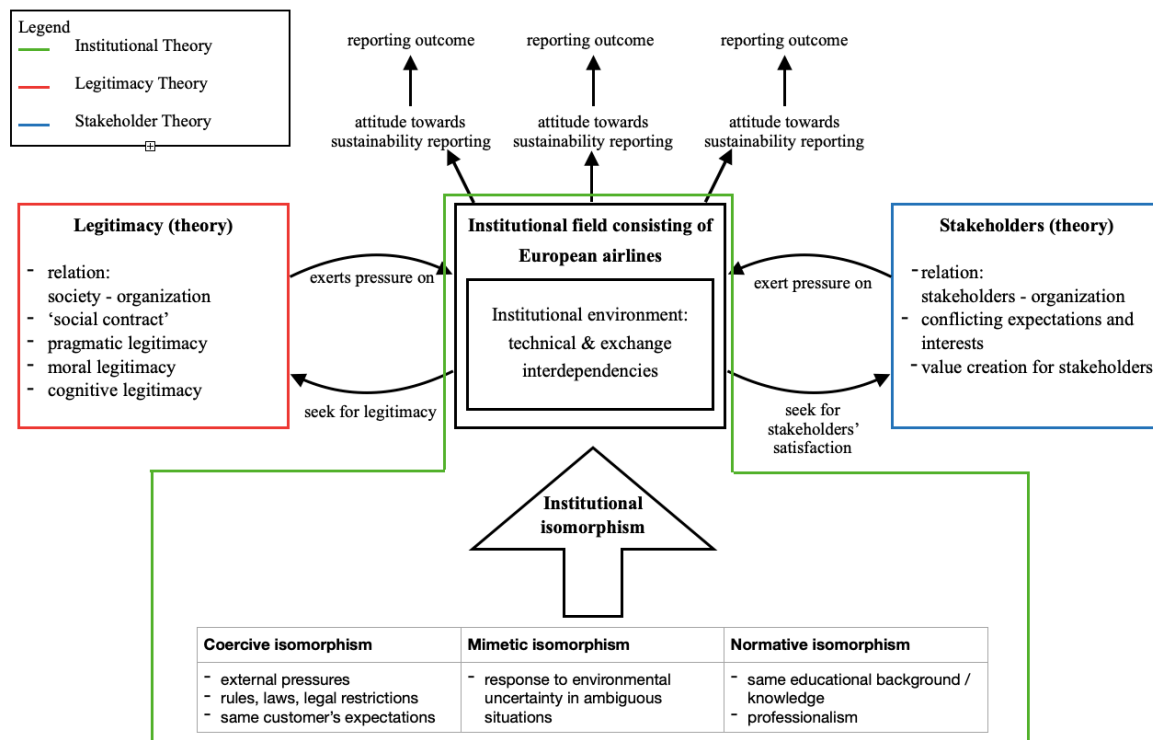 Legend
Institutional Theory
Legitimacy Theory
Stakeholder Theory
reporting outcome
reporting outcome
reporting outcome
attitude towards
sustainability reporting
attitude towards
sustainability reporting
attitude towards
sustainability reporting
Legitimacy (theory)
- relation:
society - organization
- ‘social contract’
- pragmatic legitimacy
- moral legitimacy
- cognitive legitimacy
exerts pressure on
seek for legitimacy
Institutional field consisting of
European airlines
Institutional environment:
technical & exchange
interdependencies
exert pressure on
seek for
stakeholders’
satisfaction
Stakeholders (theory)
- relation:
stakeholders - organization
- conflicting expectations and
interests
- value creation for stakeholders
Institutional
isomorphism
Coercive isomorphism
- external pressures
- rules, laws, legal restrictions
- same customer’s expectations
Mimetic isomorphism
- response to environmental
uncertainty in ambiguous
situations
Normative isomorphism
- same educational background /
knowledge
- professionalism